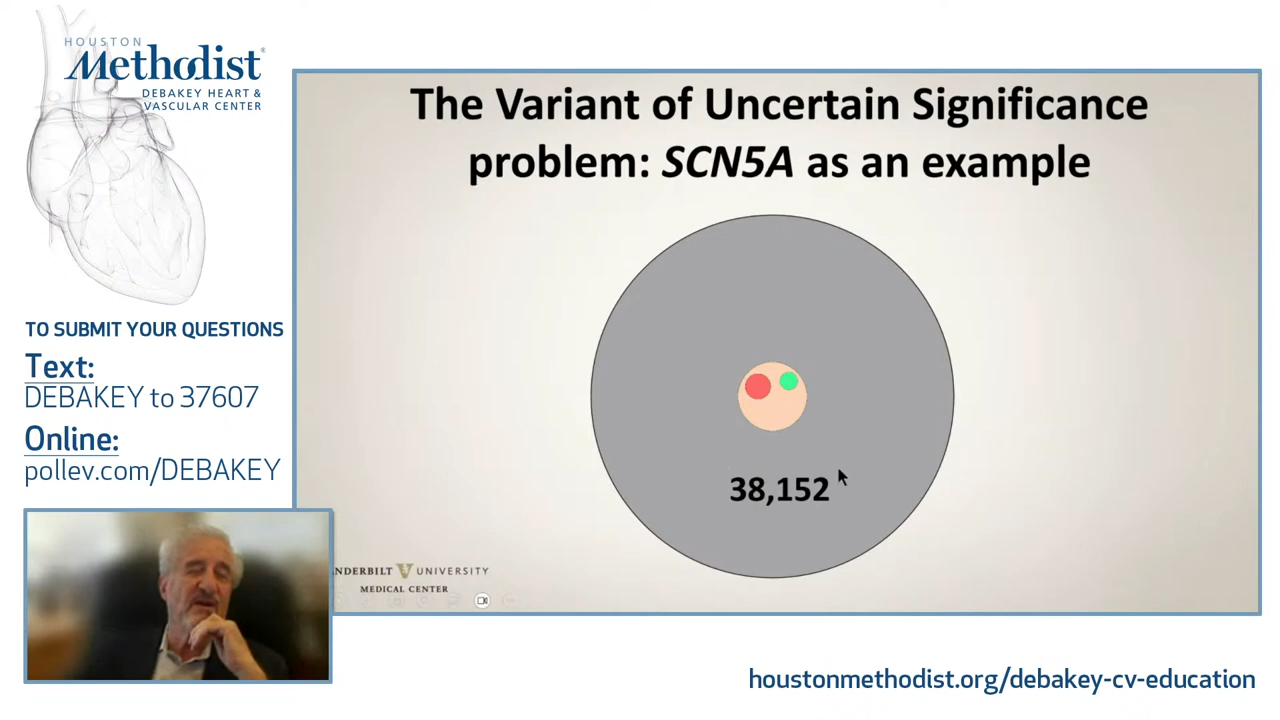 HOUSTON
Methodist®
DEBAKEY HEART &
VASCULAR CENTER
TO SUBMIT YOUR QUESTIONS
Text:
DEBAKEY to 37607
Online:
pollev.com/DEBAKEY
The Variant of Uncertain Significance
problem: SCN5A as an example
38,152
NDERBILT UNIVERSITY
MEDICAL CENTER
houstonmethodist.org/debakey-cv-education